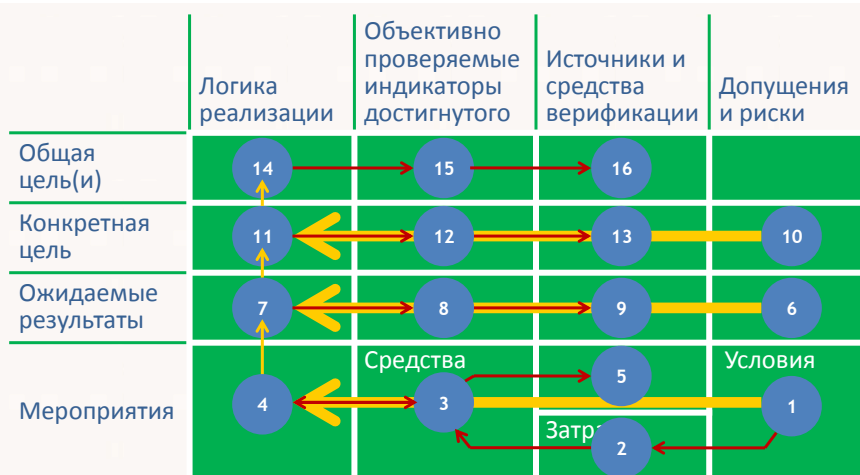 Логика
реализации
Объективно
проверяемые
индикаторы
достигнутого
Источники и
средства
верификации
Допущения
и риски
Общая
цель(и)
14
15
16
Конкретная
цель
11
12
13
10
Ожидаемые
результаты
7
8
9
6
Мероприятия
4
Средства
3
5
Условия
1
2